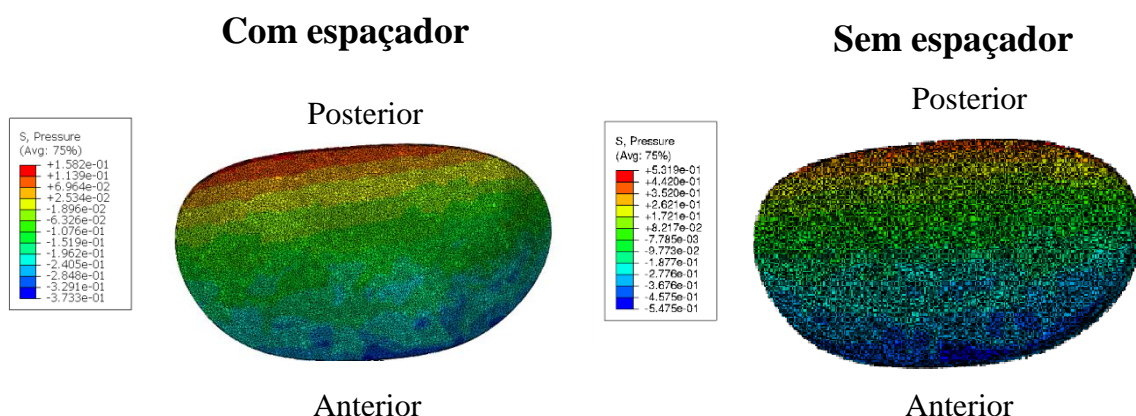 Com espaçador
Posterior
S, Pressure
(Avg: 75%)
+1.582e-01
+1.139e-01
+6.964e-02
+2.534e-02
-1.896e-02
-6.326e-02
-1.076e-01
-1.519e-01
-1.962e-01
-2.405e-01
-2.848e-01
-3.291e-01
-3.733e-01
Anterior
Sem espaçador
Posterior
S, Pressure
(Avg: 75%)
+5.319e-01
+4.420e-01
+3.520e-01
+2.621e-01
+1.721e-01
+8.217e-02
-7.785e-03
-9.773e-02
-1.877e-01
-2.776e-01
-3.676e-01
-4.575e-01
-5.475e-01
Anterior